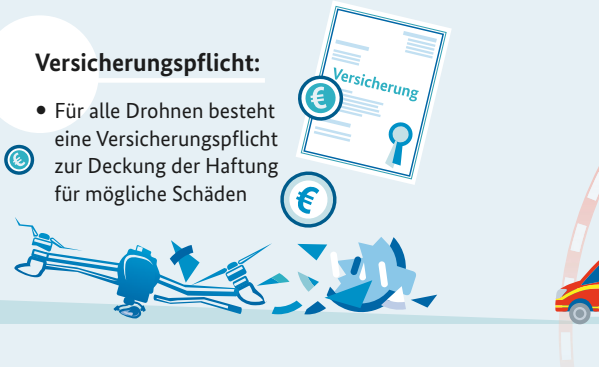 Versicherungspflicht:
• Für alle Drohnen besteht
eine Versicherungspflicht
zur Deckung der Haftung
für mögliche Schäden
Versicherung
€
€
€